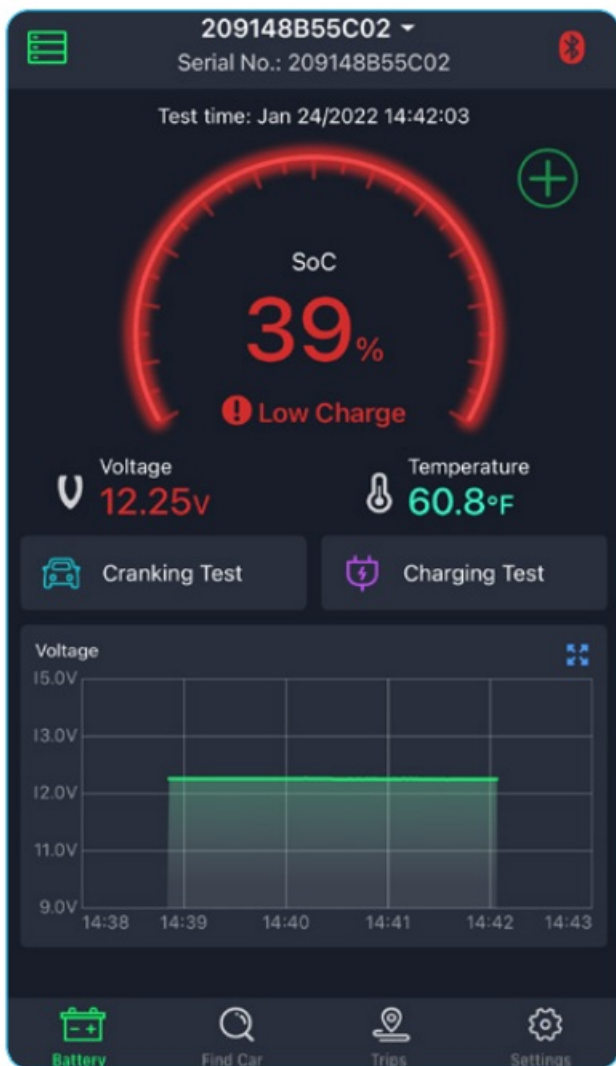 209148B55C02
Serial No.: 209148B55C02
Test time: Jan 24/2022 14:42:03
SoC
39%
Low Charge
Voltage
12.25V
Temperature
60.8°F
Cranking Test
Charging Test
Voltage
15.0V
13.0V
12.0V
11.0V
9.0V
14:38 14:39 14:40 14:41 14:42 14:43
Battery Find Car Trips Settings